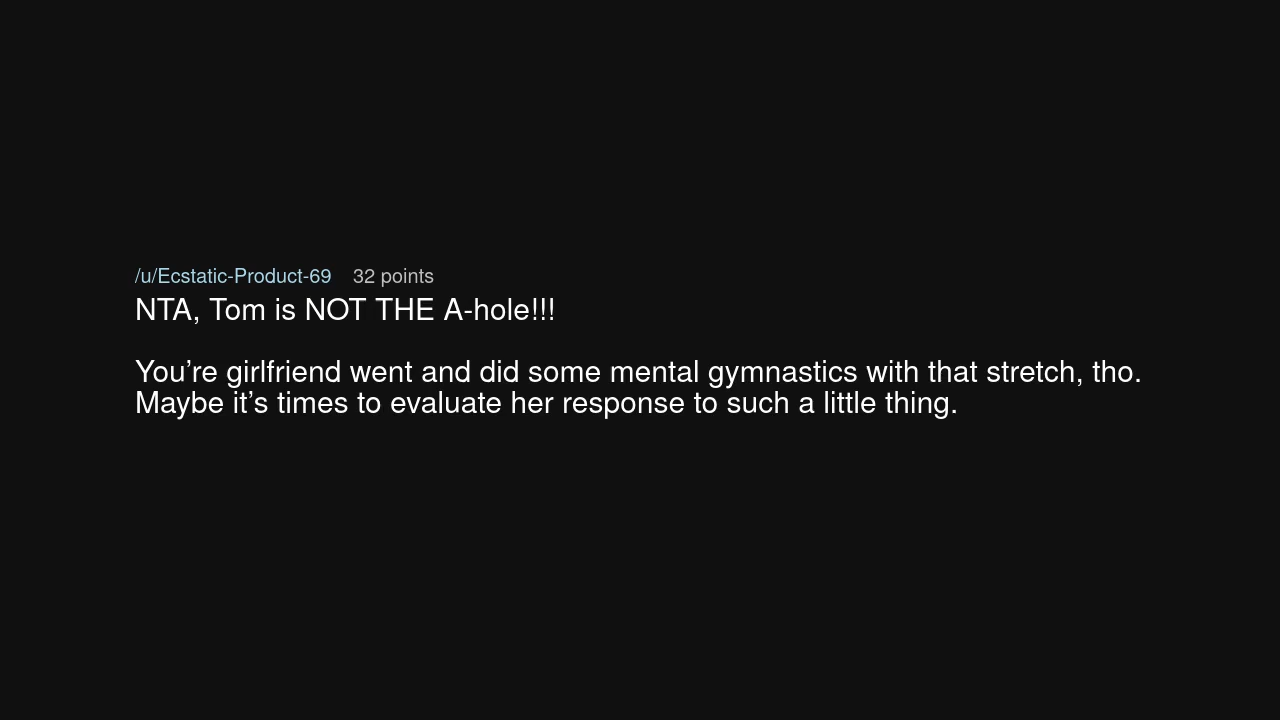 /u/Ecstatic-Product-69 32 points
NTA, Tom is NOT THE A-hole!!!
You’re girlfriend went and did some mental gymnastics with that stretch, tho.
Maybe it’s times to evaluate her response to such a little thing.